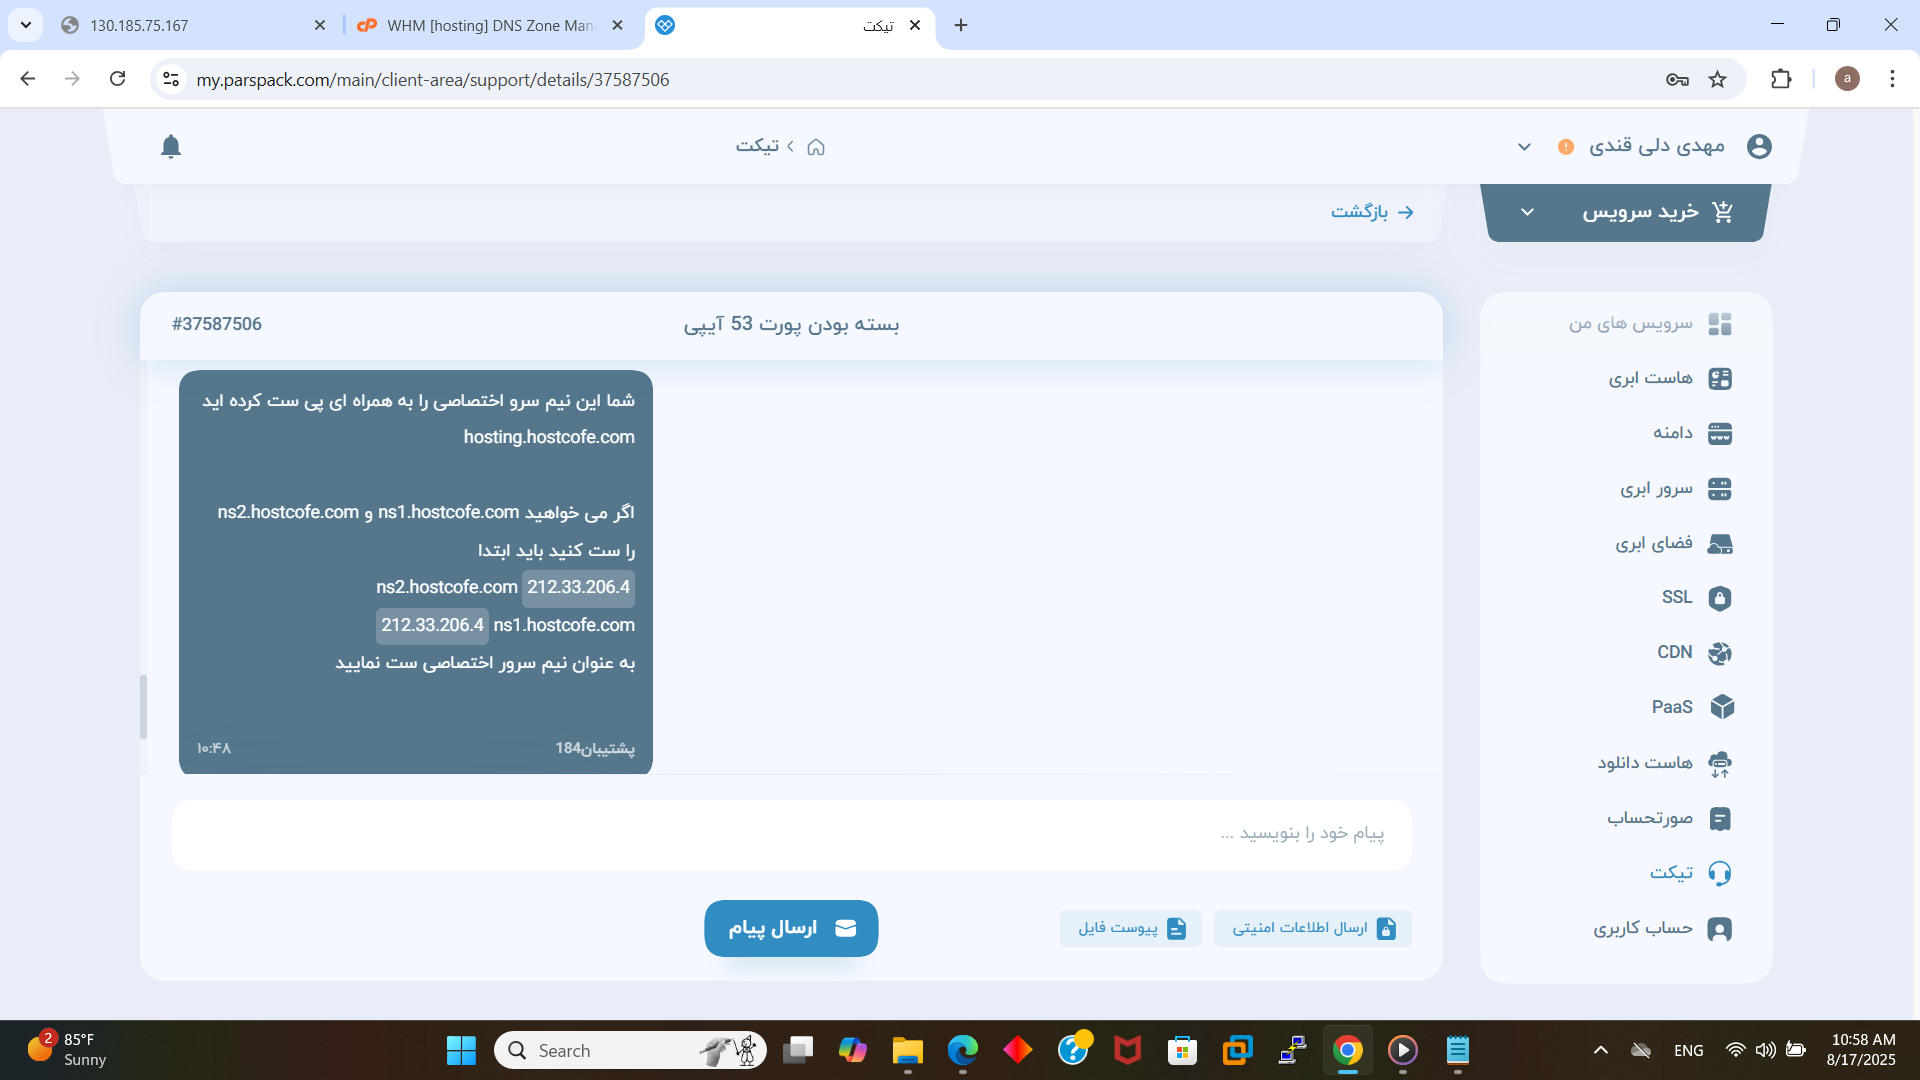 130.185.75.167
WHM [hosting] DNS Zone Man
تیکت
my.parspack.com/main/client-area/support/details/37587506
a
مهدی دلی قندی
تیکت
خرید سرویس
بازگشت
بسته بودن پورت 53 آیپی
#37587506
شما این نیم سرو اختصاصی را به همراه ای پی ست کرده اید
hosting.hostcofe.com
اگر می خواهید ns1.hostcofe.com و ns2.hostcofe.com
را ست کنید باید ابتدا
212.33.206.4 ns2.hostcofe.com
ns1.hostcofe.com 212.33.206.4
به عنوان نیم سرور اختصاصی ست نمایید
پشتیبان184
۱۰:۴۸
پیام خود را بنویسید ...
ارسال اطلاعات امنیتی
پیوست فایل
ارسال پیام
سرویس های من
هاست ابری
دامنه
سرور ابری
فضای ابری
SSL
CDN
PaaS
هاست دانلود
صورتحساب
تیکت
حساب کاربری
2
85°F
Sunny
Search
ENG
10:58 AM
8/17/2025